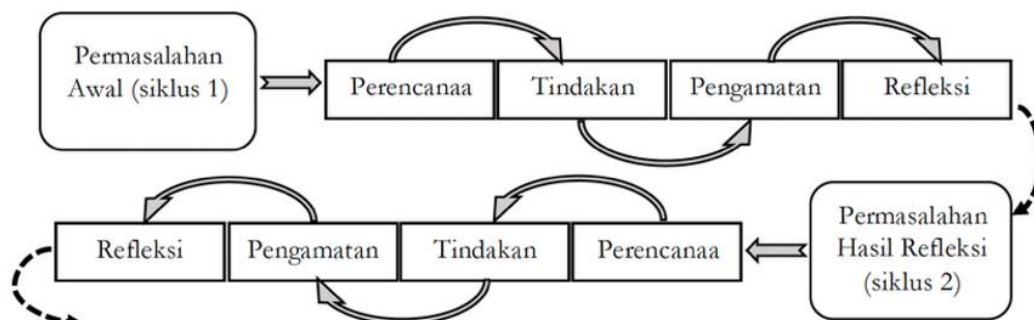 Permasalahan
Awal (siklus 1)
Perencanaa
Tindakan
Pengamatan
Refleksi
Permasalahan
Hasil Refleksi
(siklus 2)
Refleksi
Pengamatan
Tindakan
Perencanaa